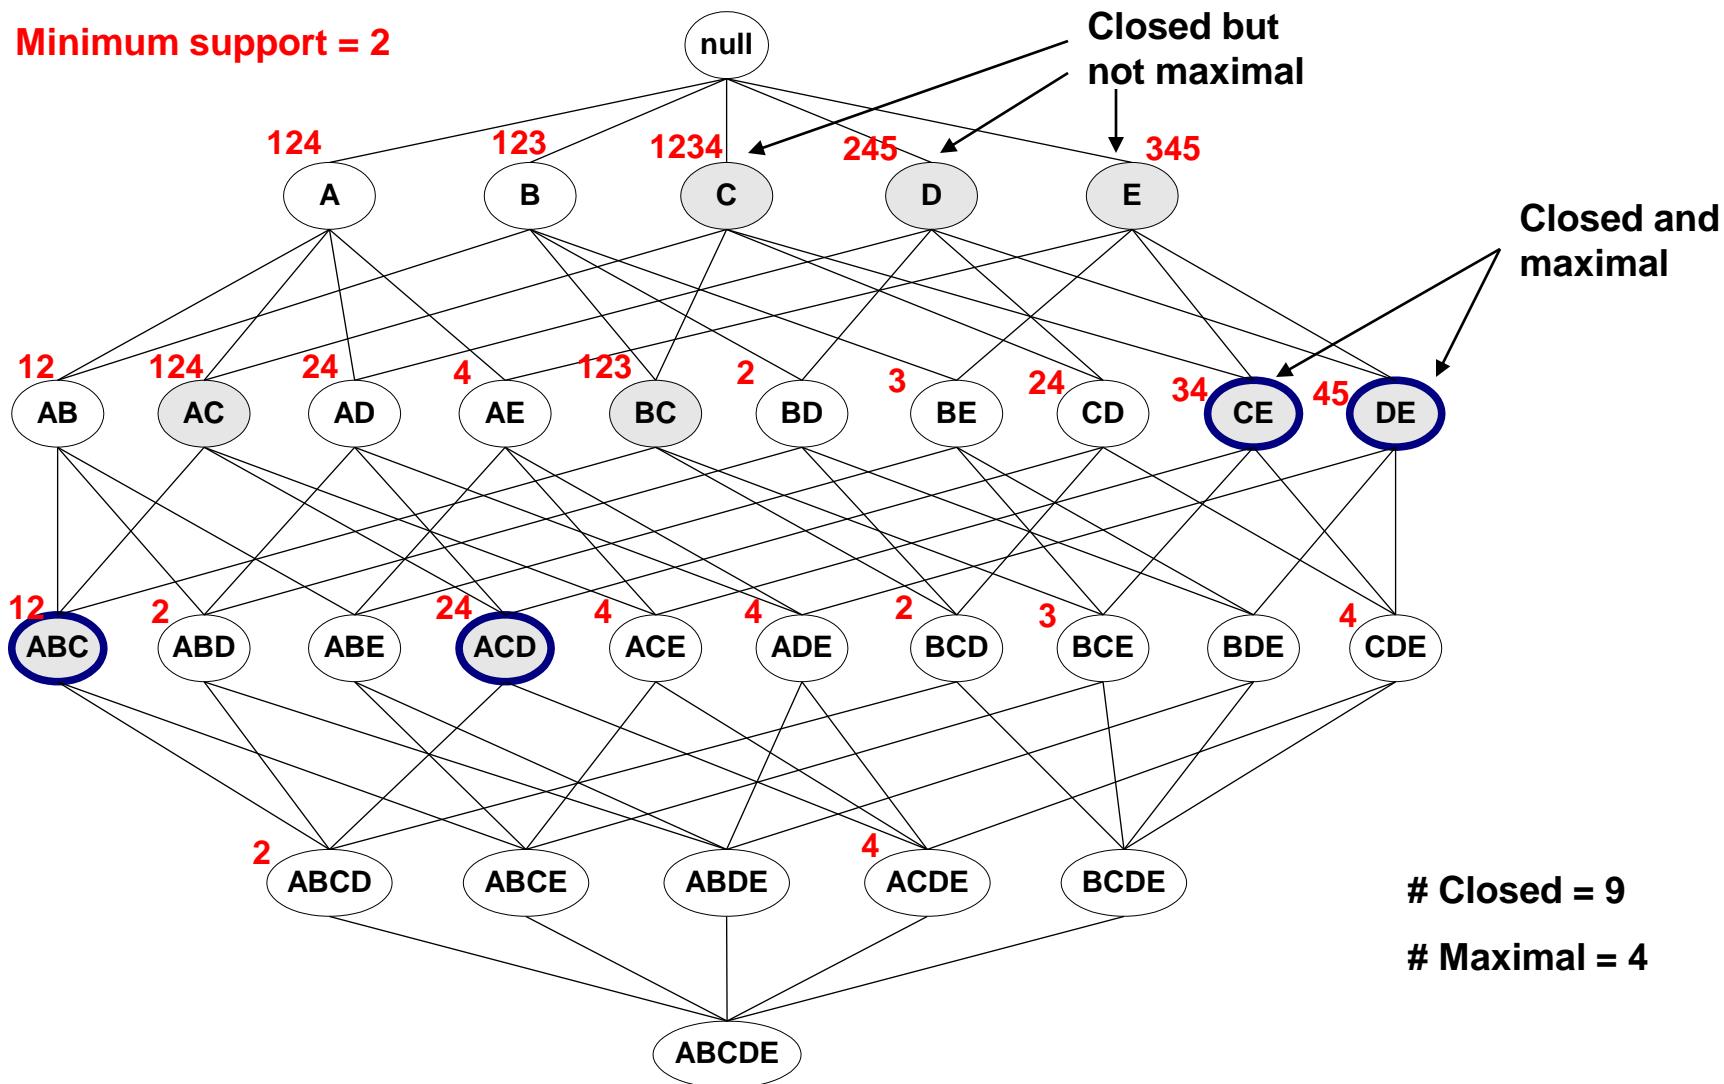 Minimum support = 2
null
Closed but
not maximal
124
123
1234
245
345
A
B
C
D
E
Closed and
maximal
12
124
24
4
123
2
3
24
34
45
AB
AC
AD
AE
BC
BD
BE
CD
CE
DE
12
2
24
4
4
2
3
4
ABC
ABD
ABE
ACD
ACE
ADE
BCD
BCE
BDE
CDE
2
4
ABCD
ABCE
ABDE
ACDE
BCDE
# Closed = 9
# Maximal = 4
ABCDE